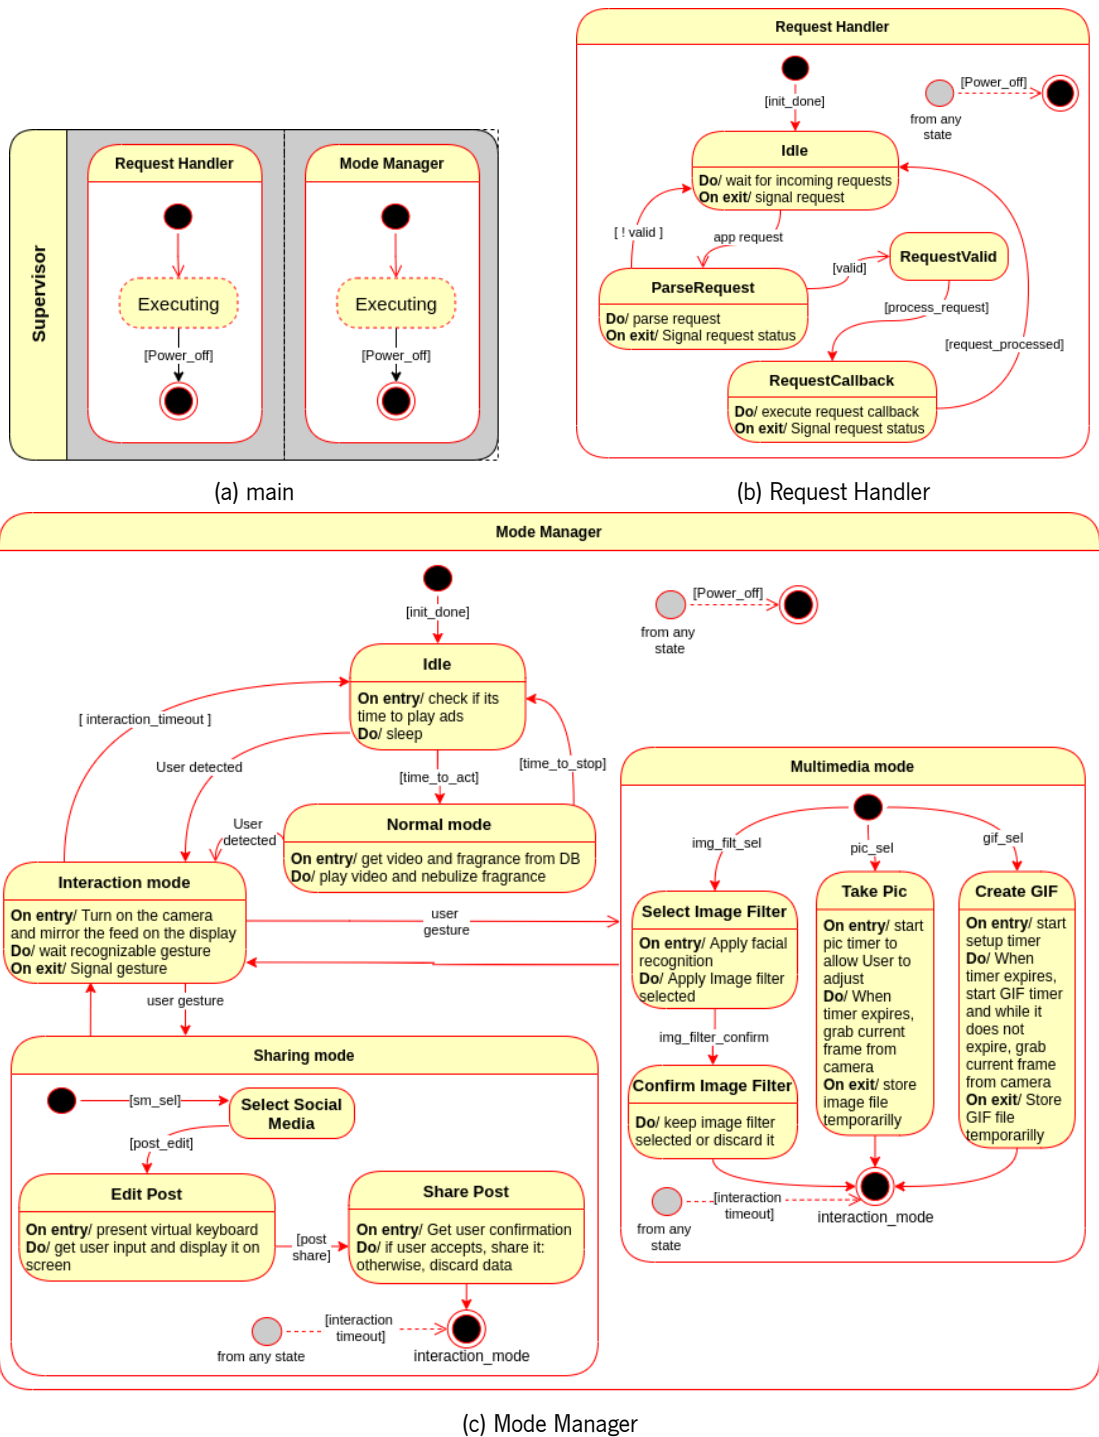 Supervisor
Request Handler
Executing
[Power_off]
Mode Manager
Executing
[Power_off]
(a) main
Request Handler
[init_done]
[Power_off]
from any
state
Idle
Do/ wait for incoming requests
On exit/ signal request
[ ! valid ]
app request
[valid]
RequestValid
ParseRequest
Do/ parse request
On exit/ Signal request status
[process_request]
[request_processed]
RequestCallback
Do/ execute request callback
On exit/ Signal request status
(b) Request Handler
Mode Manager
[init_done]
[Power_off]
from any
state
Idle
On entry/ check if its
time to play ads
Do/ sleep
[ interaction_timeout ]
User detected
[time_to_act]
[time_to_stop]
User
detected
Normal mode
On entry/ get video and fragrance from DB
Do/ play video and nebulize fragrance
Interaction mode
On entry/ Turn on the camera
and mirror the feed on the display
Do/ wait recognizable gesture
On exit/ Signal gesture
user
gesture
user gesture
Multimedia mode
img_filt_sel
pic_sel
gif_sel
Select Image Filter
On entry/ Apply facial
recognition
Do/ Apply Image filter
selected
img_filter_confirm
Confirm Image Filter
Do/ keep image filter
selected or discard it
Take Pic
On entry/ start
pic timer to
allow User to
adjust
Do/ When
timer expires,
grab current
frame from
camera
On exit/ store
image file
temporarilly
Create GIF
On entry/ start
setup timer
Do/ When
timer expires,
start GIF timer
and while it
does not
expire, grab
current frame
from camera
On exit/ Store
GIF file
temporarilly
[interaction
timeout]
from any
state
interaction_mode
Sharing mode
[sm_sel]
Select Social
Media
[post_edit]
Edit Post
On entry/ present virtual keyboard
Do/ get user input and display it on
screen
[post
share]
Share Post
On entry/ Get user confirmation
Do/ if user accepts, share it:
otherwise, discard data
[interaction
timeout]
from any state
interaction_mode
(c) Mode Manager